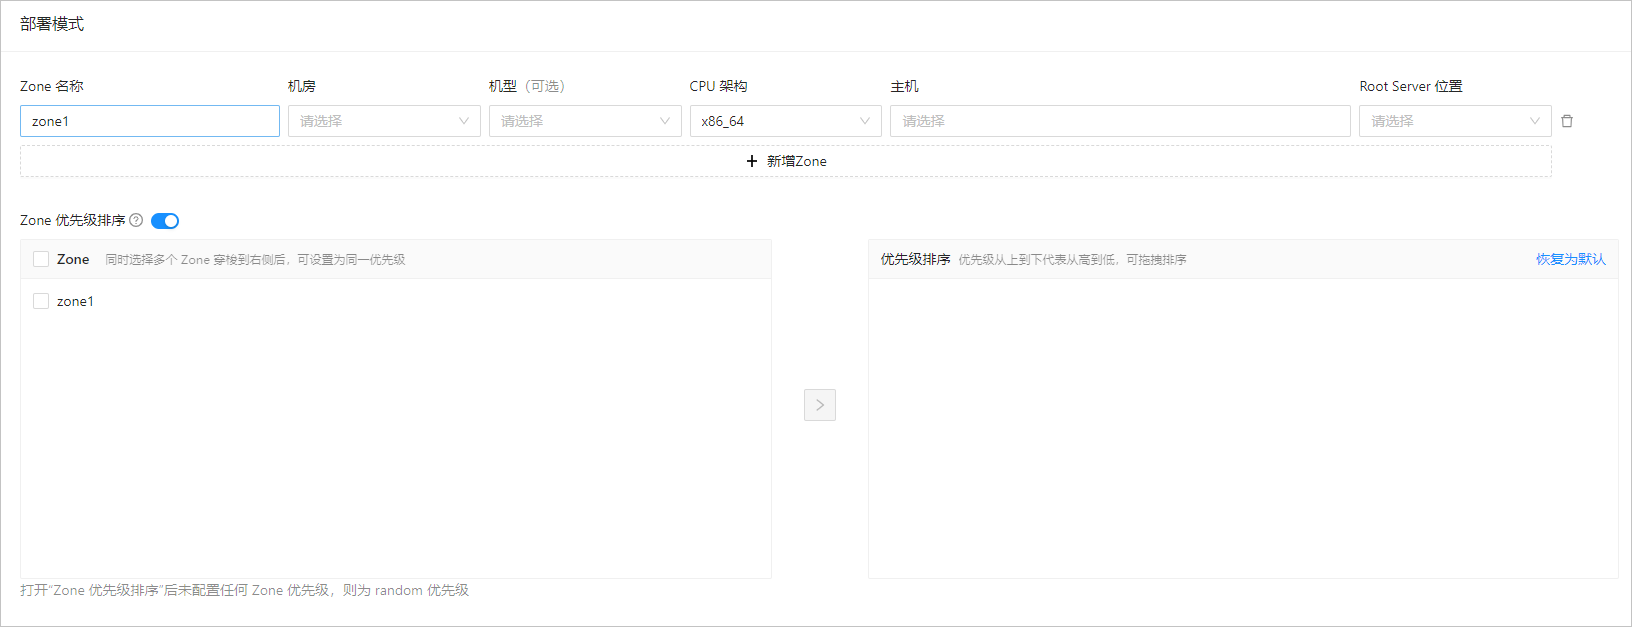 部署模式
Zone 名称 机房 机型（可选） CPU 架构 主机 Root Server 位置
zone1 请选择 请选择 x86_64 请选择 请选择
+ 新增Zone
Zone 优先级排序
Zone 同时选择多个 Zone 穿梭到右侧后，可设置为同一优先级 优先级排序 优先级从上到下代表从高到低，可拖拽排序 恢复为默认
zone1
打开“Zone 优先级排序”后未配置任何 Zone 优先级，则为 random 优先级